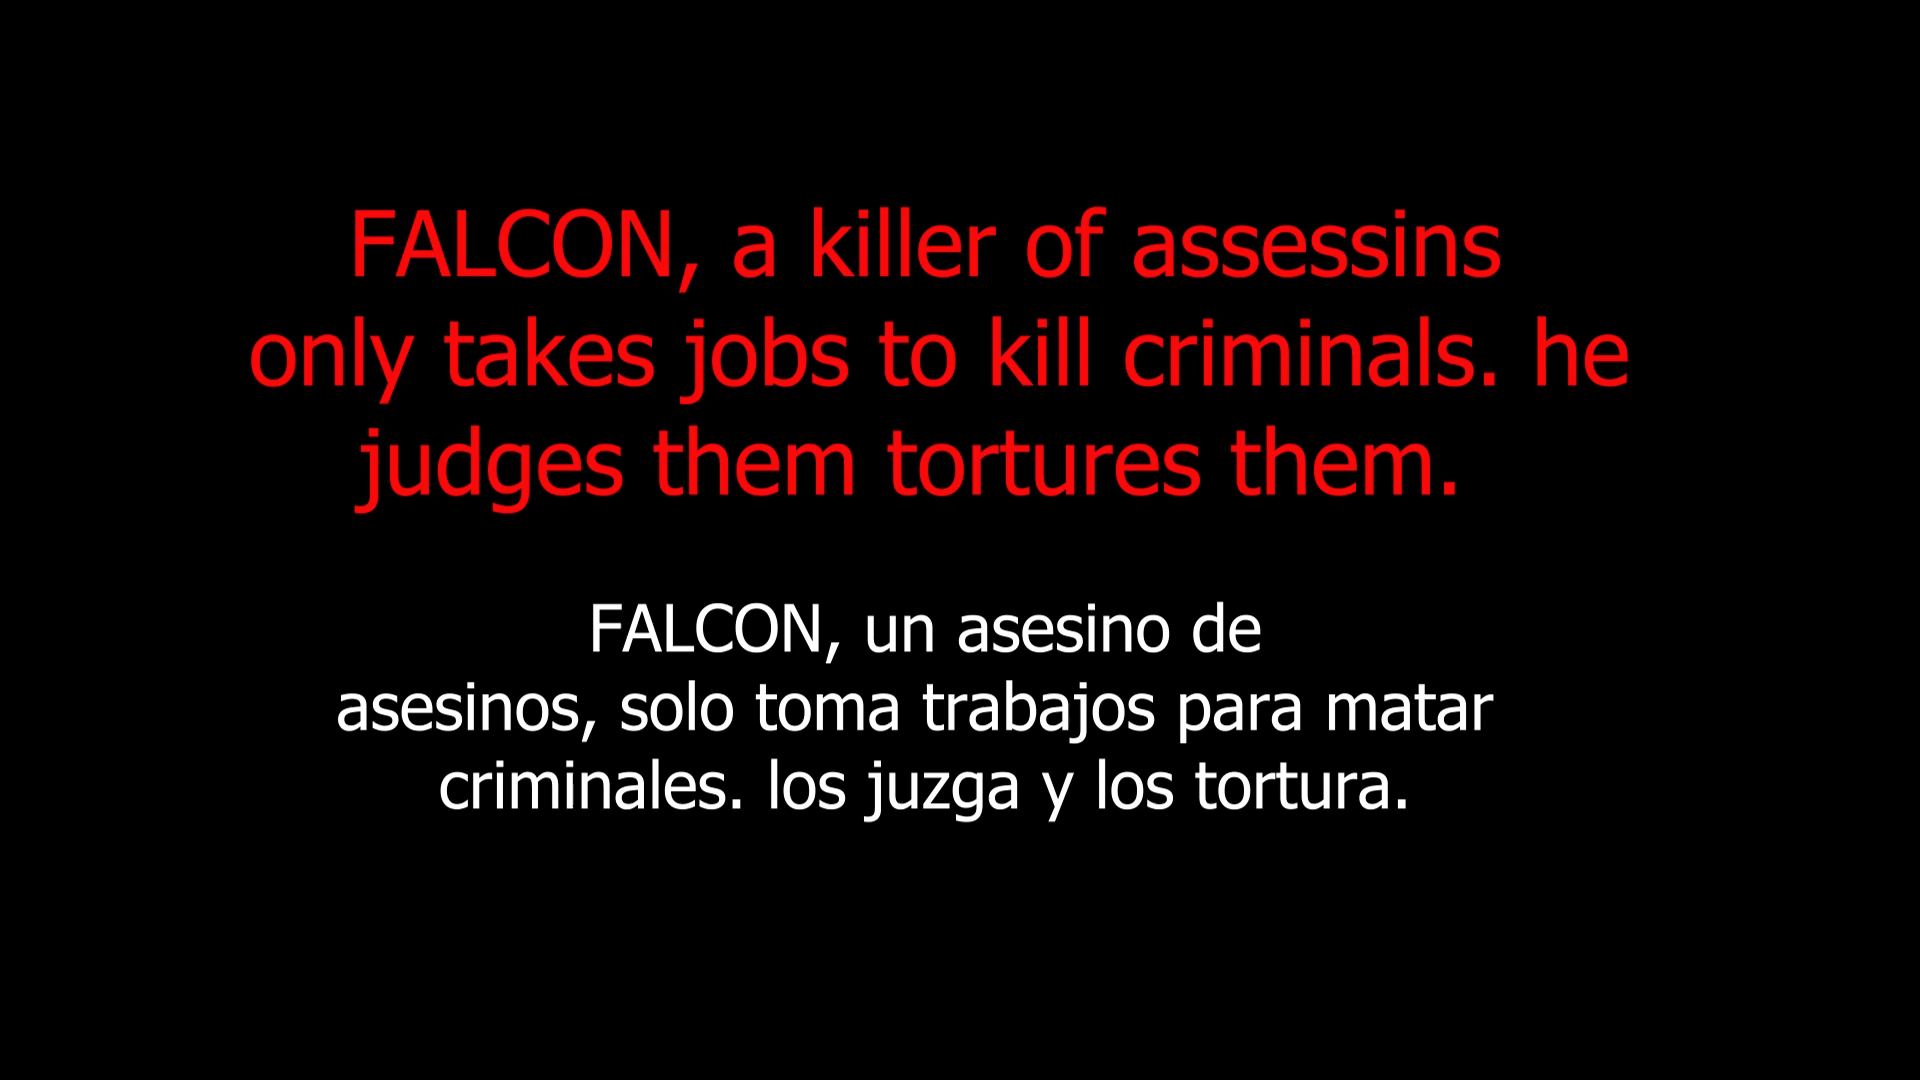 FALCON, a killer of assessins
only takes jobs to kill criminals. he
judges them tortures them.
FALCON, un asesino de
asesinos, solo toma trabajos para matar
criminales. los juzga y los tortura.